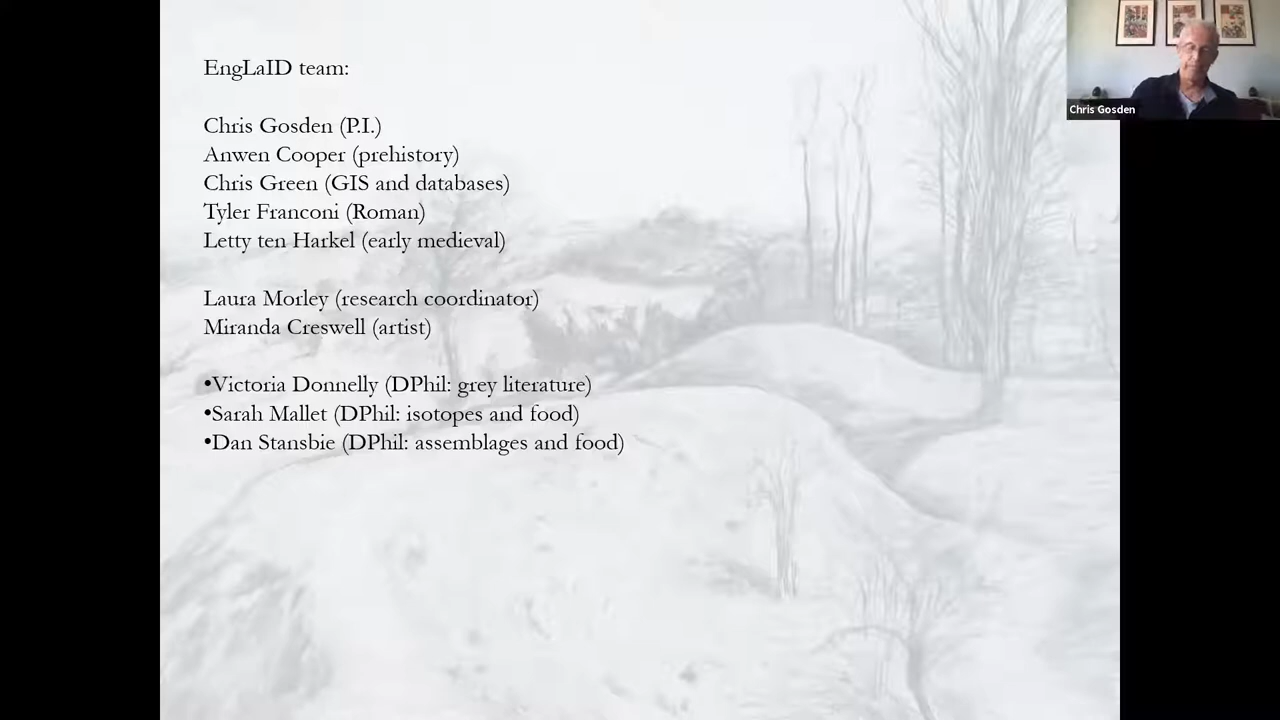 EngLaID team:
Chris Gosden (P.I.)
Anwen Cooper (prehistory)
Chris Green (GIS and databases)
Tyler Franconi (Roman)
Letty ten Harkel (early medieval)
Laura Morley (research coordinator)
Miranda Creswell (artist)
•Victoria Donnelly (DPhil: grey literature)
•Sarah Mallet (DPhil: isotopes and food)
•Dan Stansbie (DPhil: assemblages and food)
Chris Gosden